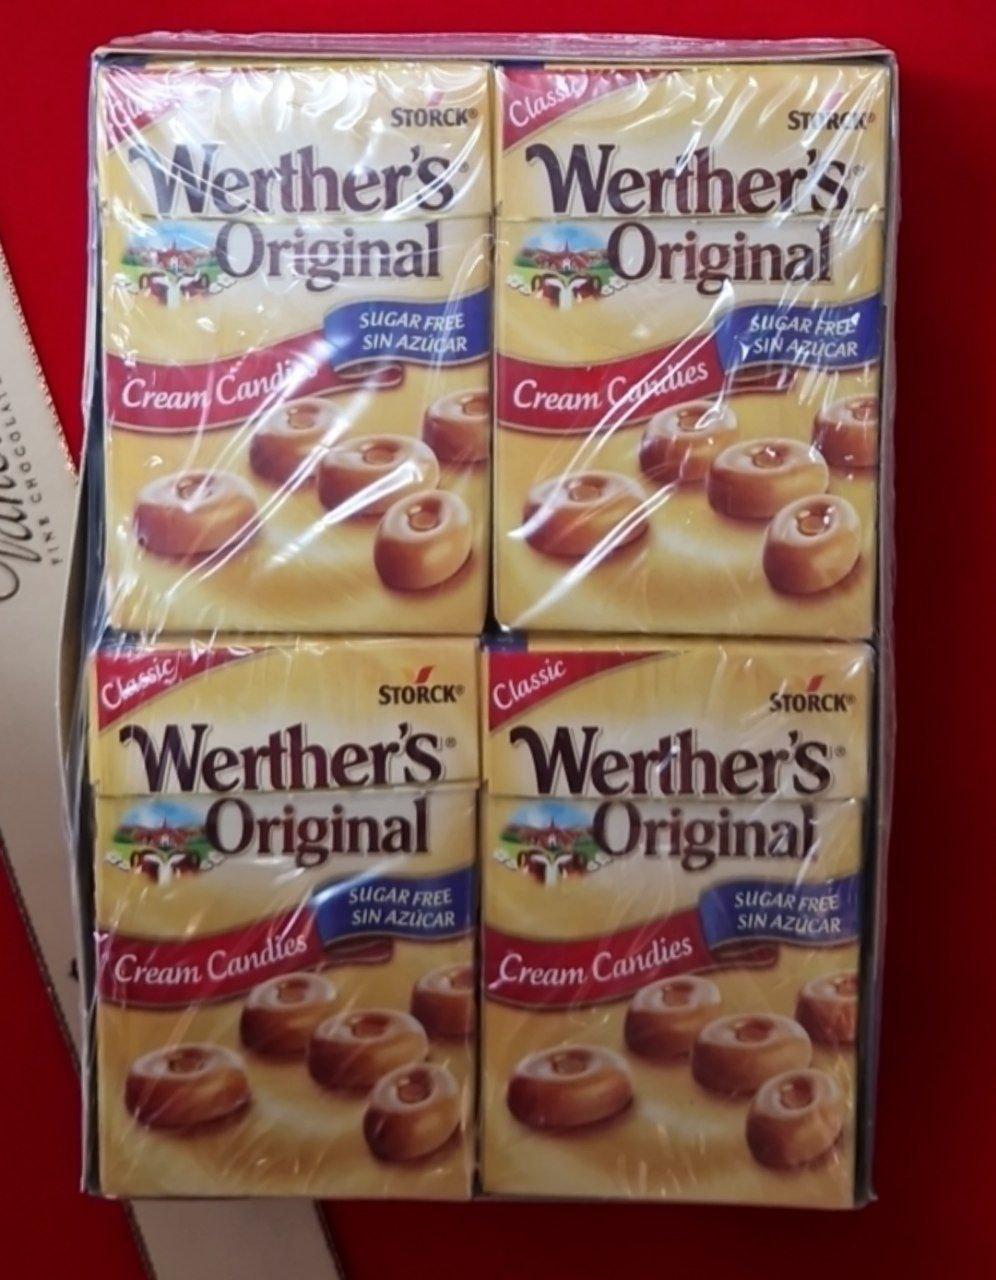 Classic
STORCK®
Werther's®
Original
SUGAR FREE
SIN AZÚCAR
Cream Candies
Classic
STORCK®
Werther's®
Original
SUGAR FREE
SIN AZÚCAR
Cream Candies
FINE CHOCOLATE
Classic
STORCK®
Werther's®
Original
SUGAR FREE
SIN AZÚCAR
Cream Candies
Classic
STORCK®
Werther's®
Original
SUGAR FREE
SIN AZÚCAR
Cream Candies